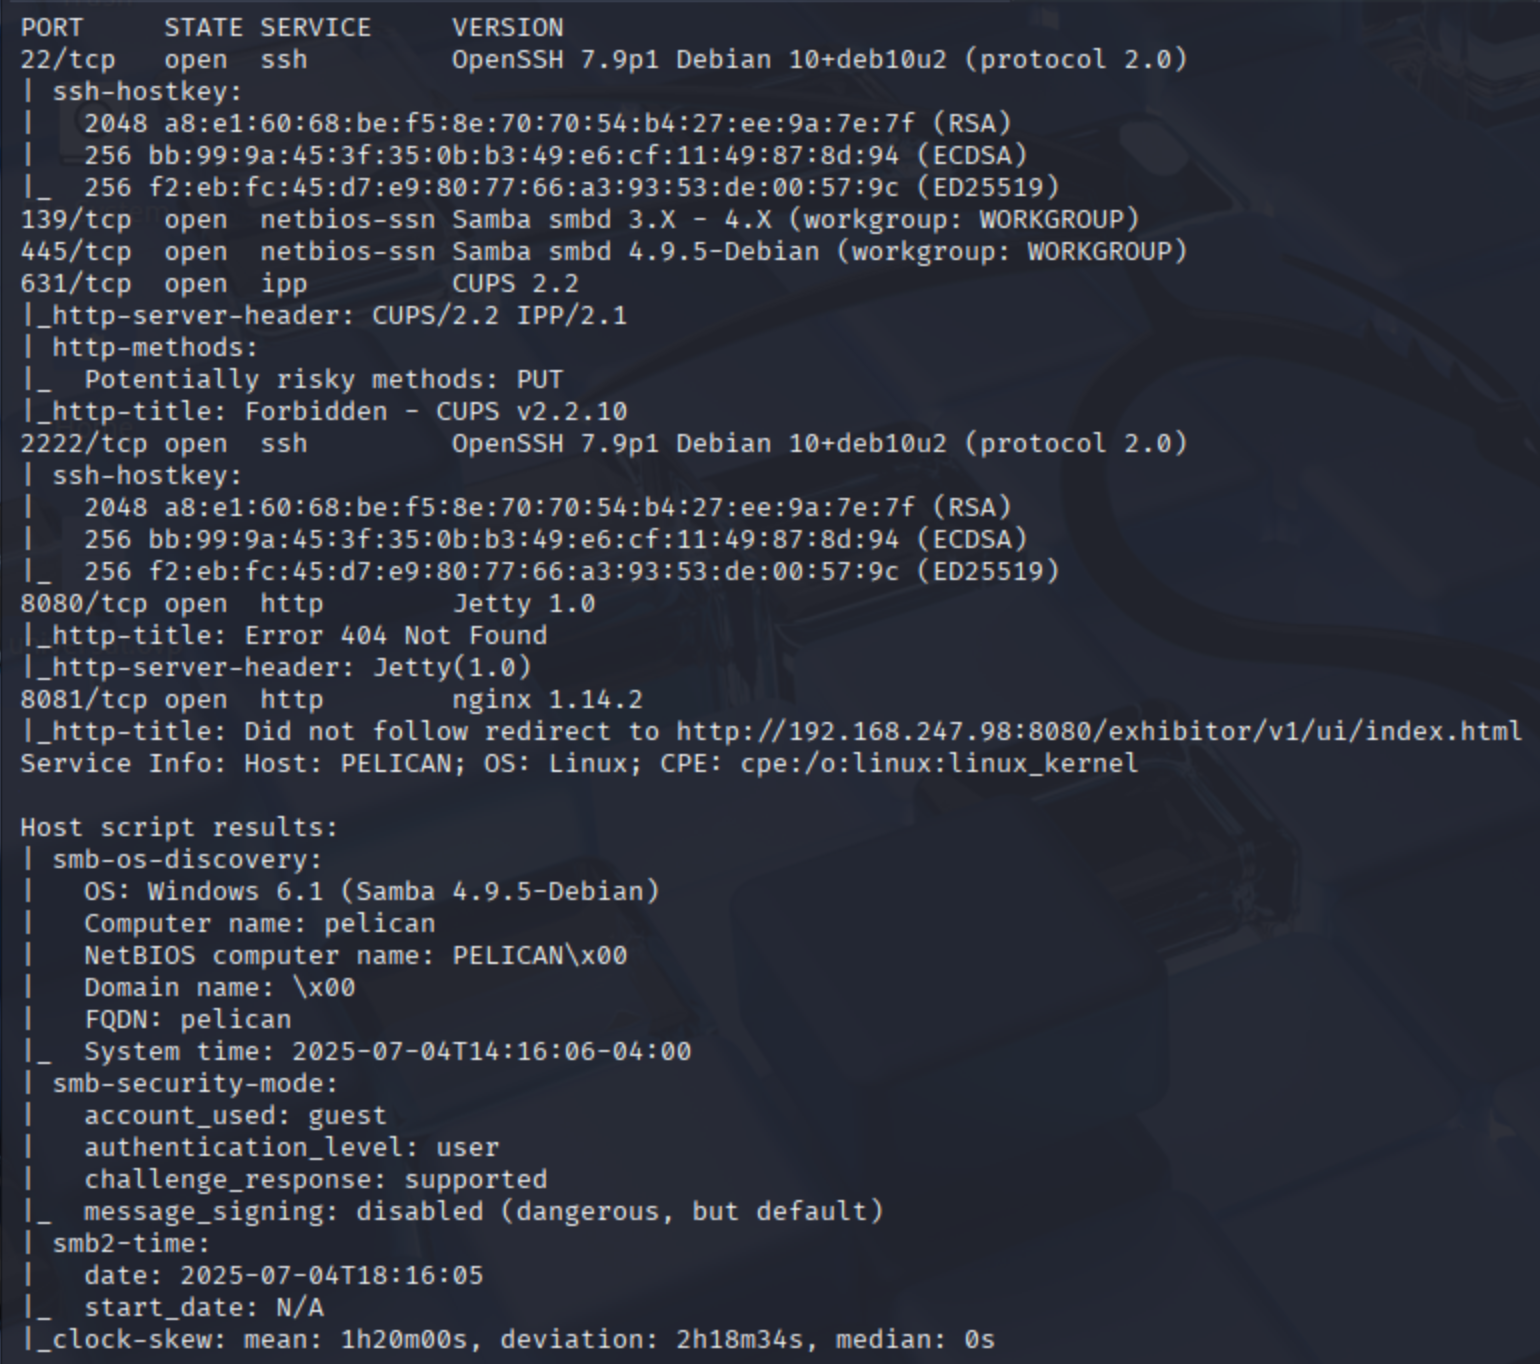 PORT     STATE SERVICE     VERSION
22/tcp   open  ssh         OpenSSH 7.9p1 Debian 10+deb10u2 (protocol 2.0)
| ssh-hostkey:
|   2048 a8:e1:60:68:be:f5:8e:70:70:54:b4:27:ee:9a:7e:7f (RSA)
|   256 bb:99:9a:45:3f:35:0b:b3:49:e6:cf:11:49:87:8d:94 (ECDSA)
|_  256 f2:eb:fc:45:d7:e9:80:77:66:a3:93:53:de:00:57:9c (ED25519)
139/tcp  open  netbios-ssn Samba smbd 3.X - 4.X (workgroup: WORKGROUP)
445/tcp  open  netbios-ssn Samba smbd 4.9.5-Debian (workgroup: WORKGROUP)
631/tcp  open  ipp         CUPS 2.2
|_http-server-header: CUPS/2.2 IPP/2.1
| http-methods:
|_  Potentially risky methods: PUT
|_http-title: Forbidden - CUPS v2.2.10
2222/tcp open  ssh         OpenSSH 7.9p1 Debian 10+deb10u2 (protocol 2.0)
| ssh-hostkey:
|   2048 a8:e1:60:68:be:f5:8e:70:70:54:b4:27:ee:9a:7e:7f (RSA)
|   256 bb:99:9a:45:3f:35:0b:b3:49:e6:cf:11:49:87:8d:94 (ECDSA)
|_  256 f2:eb:fc:45:d7:e9:80:77:66:a3:93:53:de:00:57:9c (ED25519)
8080/tcp open  http        Jetty 1.0
|_http-title: Error 404 Not Found
|_http-server-header: Jetty(1.0)
8081/tcp open  http        nginx 1.14.2
|_http-title: Did not follow redirect to http://192.168.247.98:8080/exhibitor/v1/ui/index.html
Service Info: Host: PELICAN; OS: Linux; CPE: cpe:/o:linux:linux_kernel

Host script results:
| smb-os-discovery:
|   OS: Windows 6.1 (Samba 4.9.5-Debian)
|   Computer name: pelican
|   NetBIOS computer name: PELICAN\x00
|   Domain name: \x00
|   FQDN: pelican
|_  System time: 2025-07-04T14:16:06-04:00
| smb-security-mode:
|   account_used: guest
|   authentication_level: user
|   challenge_response: supported
|_  message_signing: disabled (dangerous, but default)
| smb2-time:
|   date: 2025-07-04T18:16:05
|_  start_date: N/A
|_clock-skew: mean: 1h20m00s, deviation: 2h18m34s, median: 0s